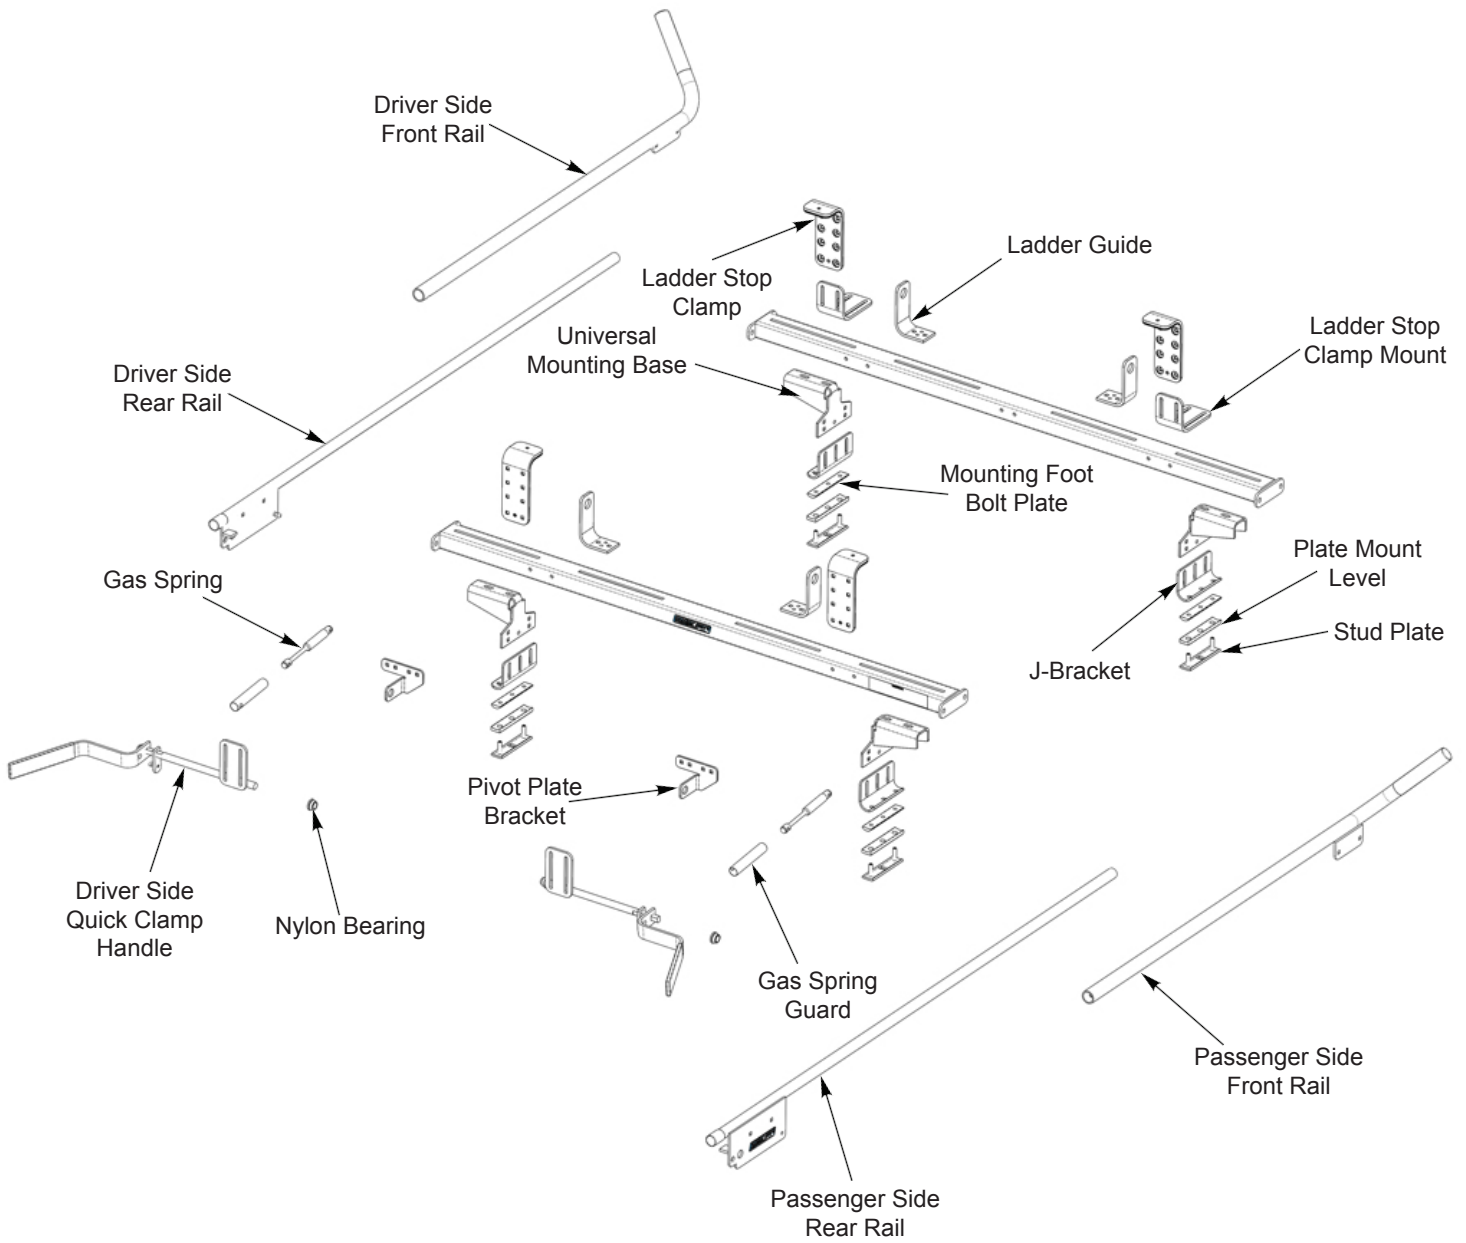 Driver Side
Front Rail
Ladder Guide
Ladder Stop
Clamp
Ladder Stop
Clamp Mount
Universal
Mounting Base
Driver Side
Rear Rail
Mounting Foot
Bolt Plate
Plate Mount
Level
Gas Spring
Stud Plate
J-Bracket
Pivot Plate
Bracket
Driver Side
Quick Clamp
Handle
Nylon Bearing
Gas Spring
Guard
Passenger Side
Front Rail
Passenger Side
Rear Rail